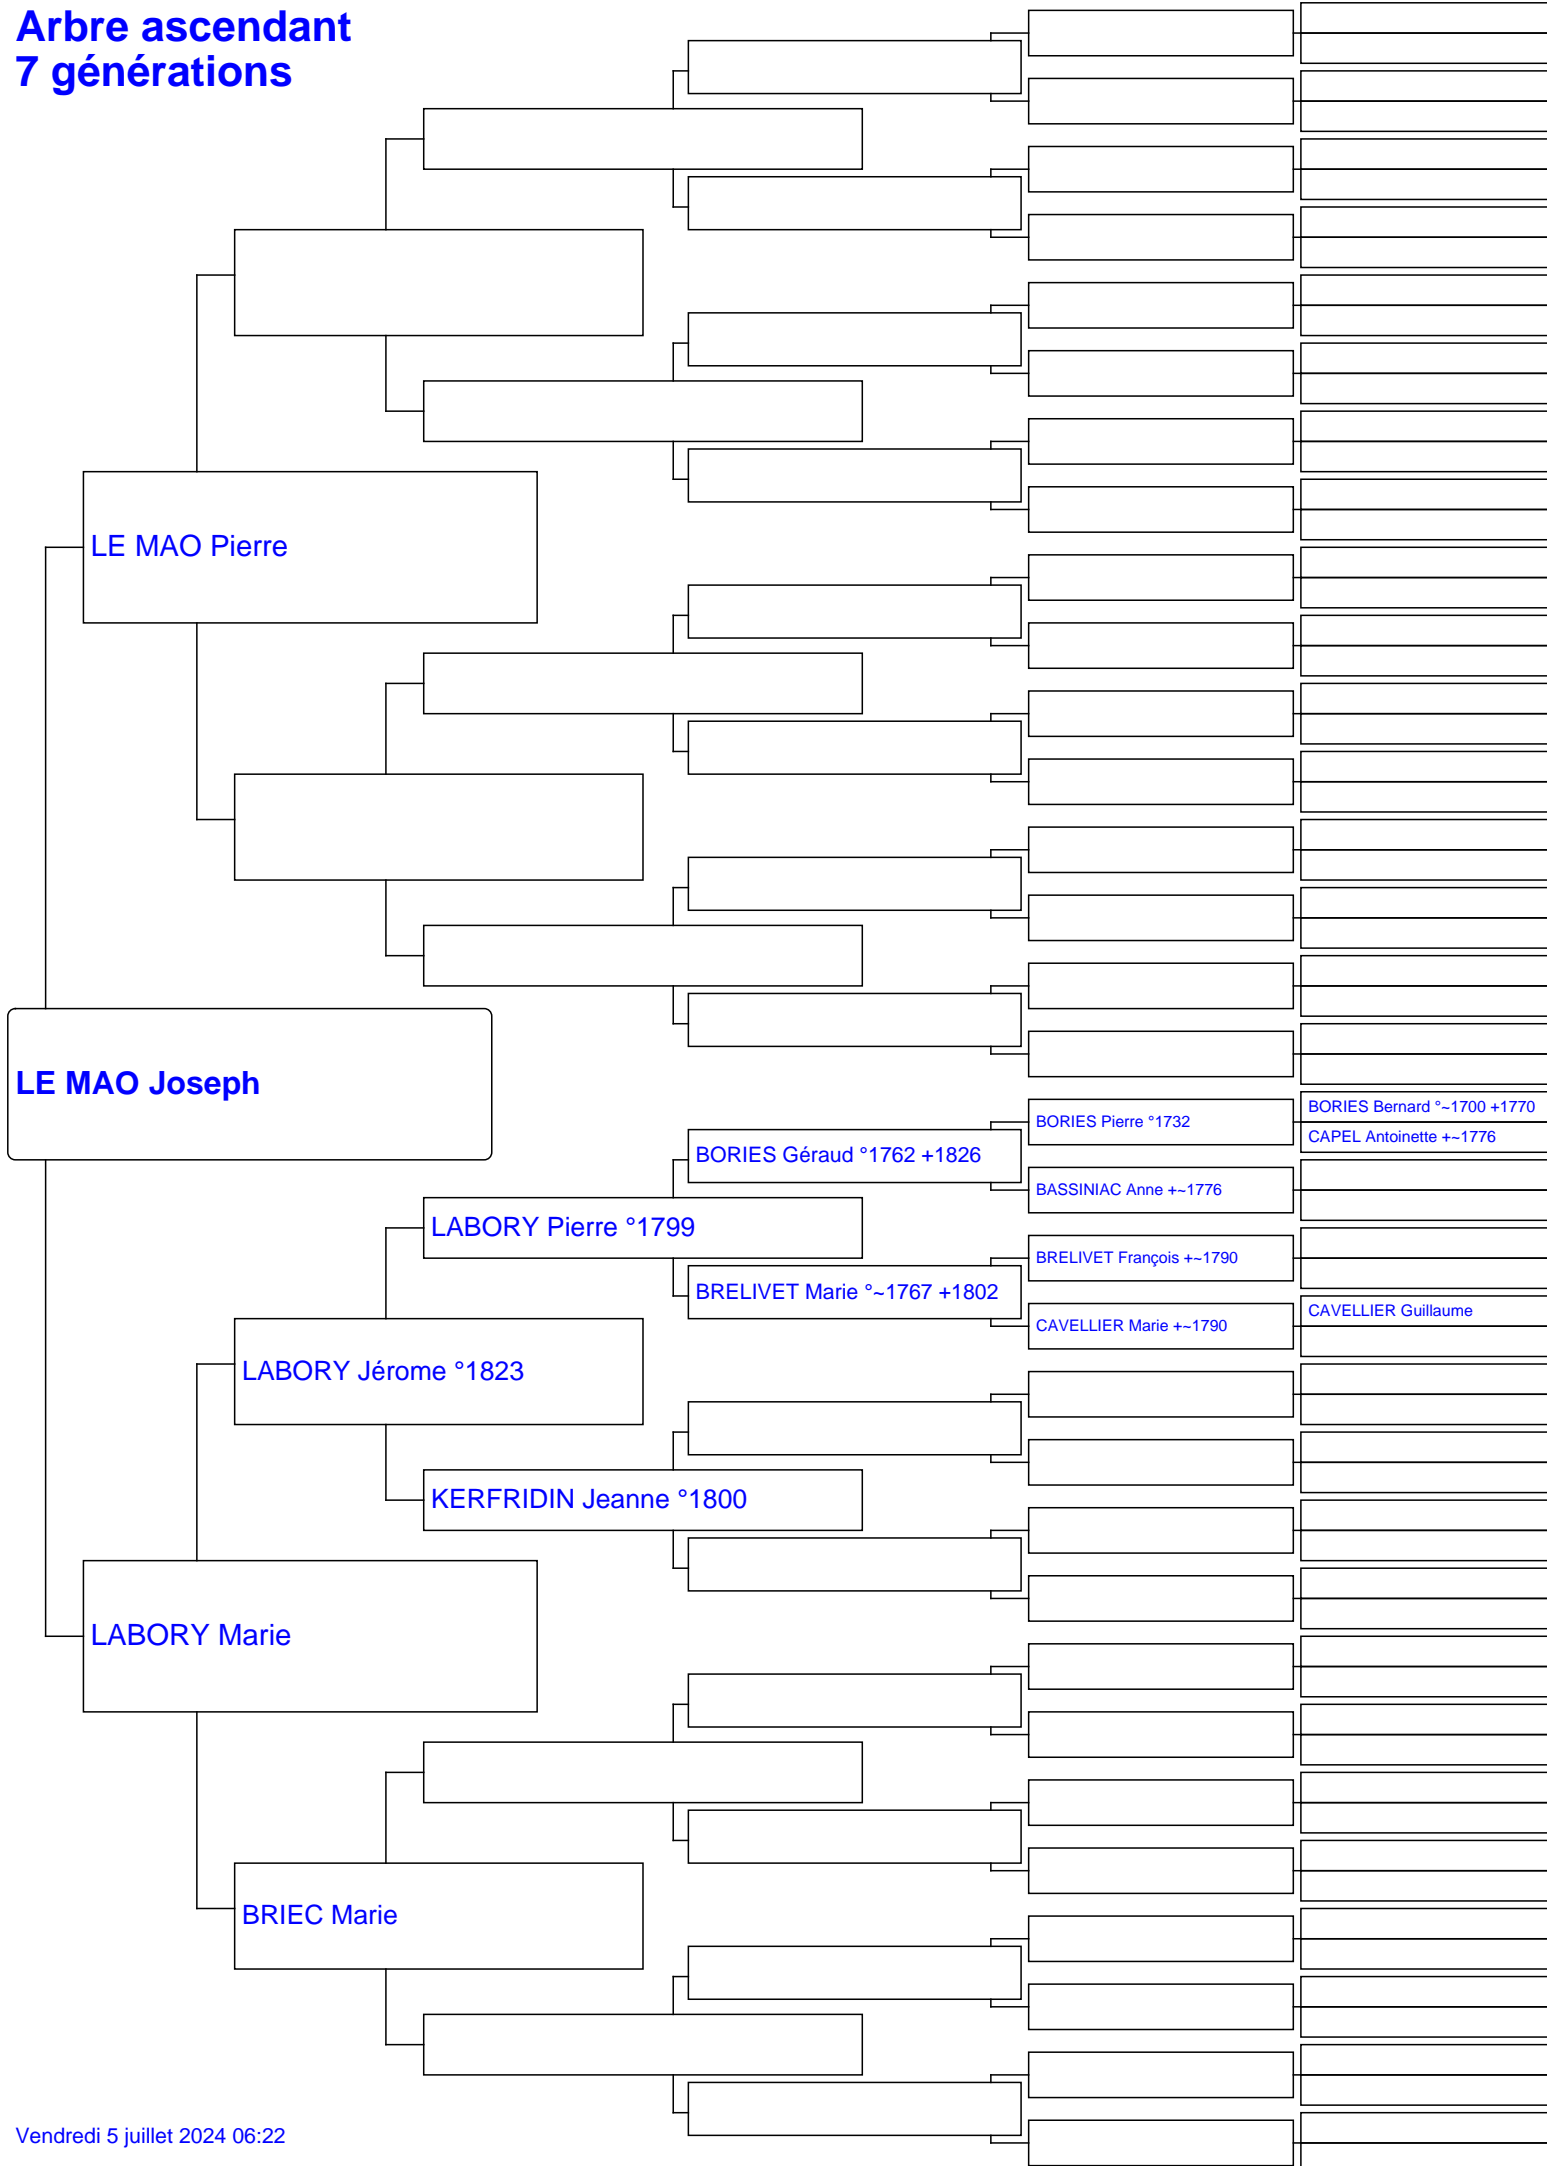 Arbre ascendant
7 générations
LE MAO Pierre
LE MAO Joseph
BORIES Bernard °~1700 +1770
BORIES Pierre °1732
CAPEL Antoinette +~1776
BORIES Géraud °1762 +1826
BASSINIAC Anne +~1776
LABORY Pierre °1799
BRELIVET François +~1790
BRELIVET Marie °~1767 +1802
CAVELLIER Guillaume
CAVELLIER Marie +~1790
LABORY Jérome °1823
KERFRIDIN Jeanne °1800
LABORY Marie
BRIEC Marie
Vendredi 5 juillet 2024 06:22